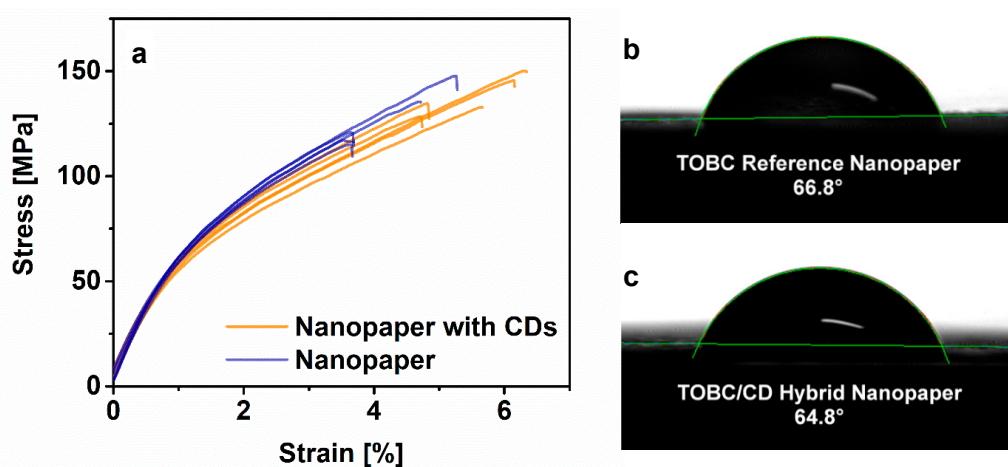 a
Stress [MPa]
150
100
50
0
0 2 4 6
Strain [%]
Nanopaper with CDs
Nanopaper
b
TOBC Reference Nanopaper
66.8°
c
TOBC/CD Hybrid Nanopaper
64.8°